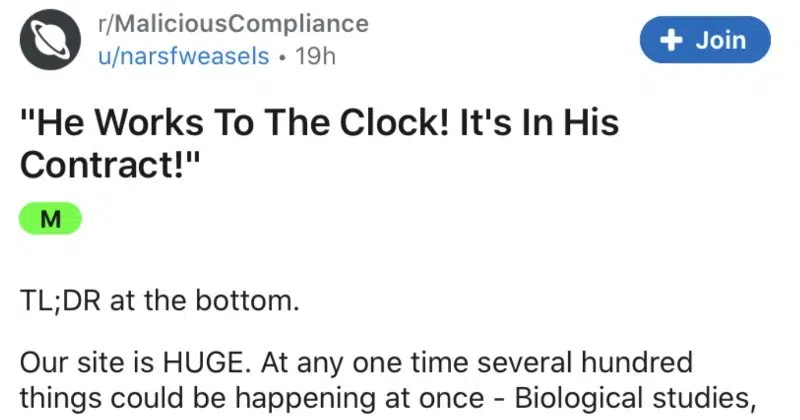 r/MaliciousCompliance
u/narsfweasels • 19h
+ Join
"He Works To The Clock! It's In His
Contract!"
M
TL;DR at the bottom.
Our site is HUGE. At any one time several hundred
things could be happening at once - Biological studies,